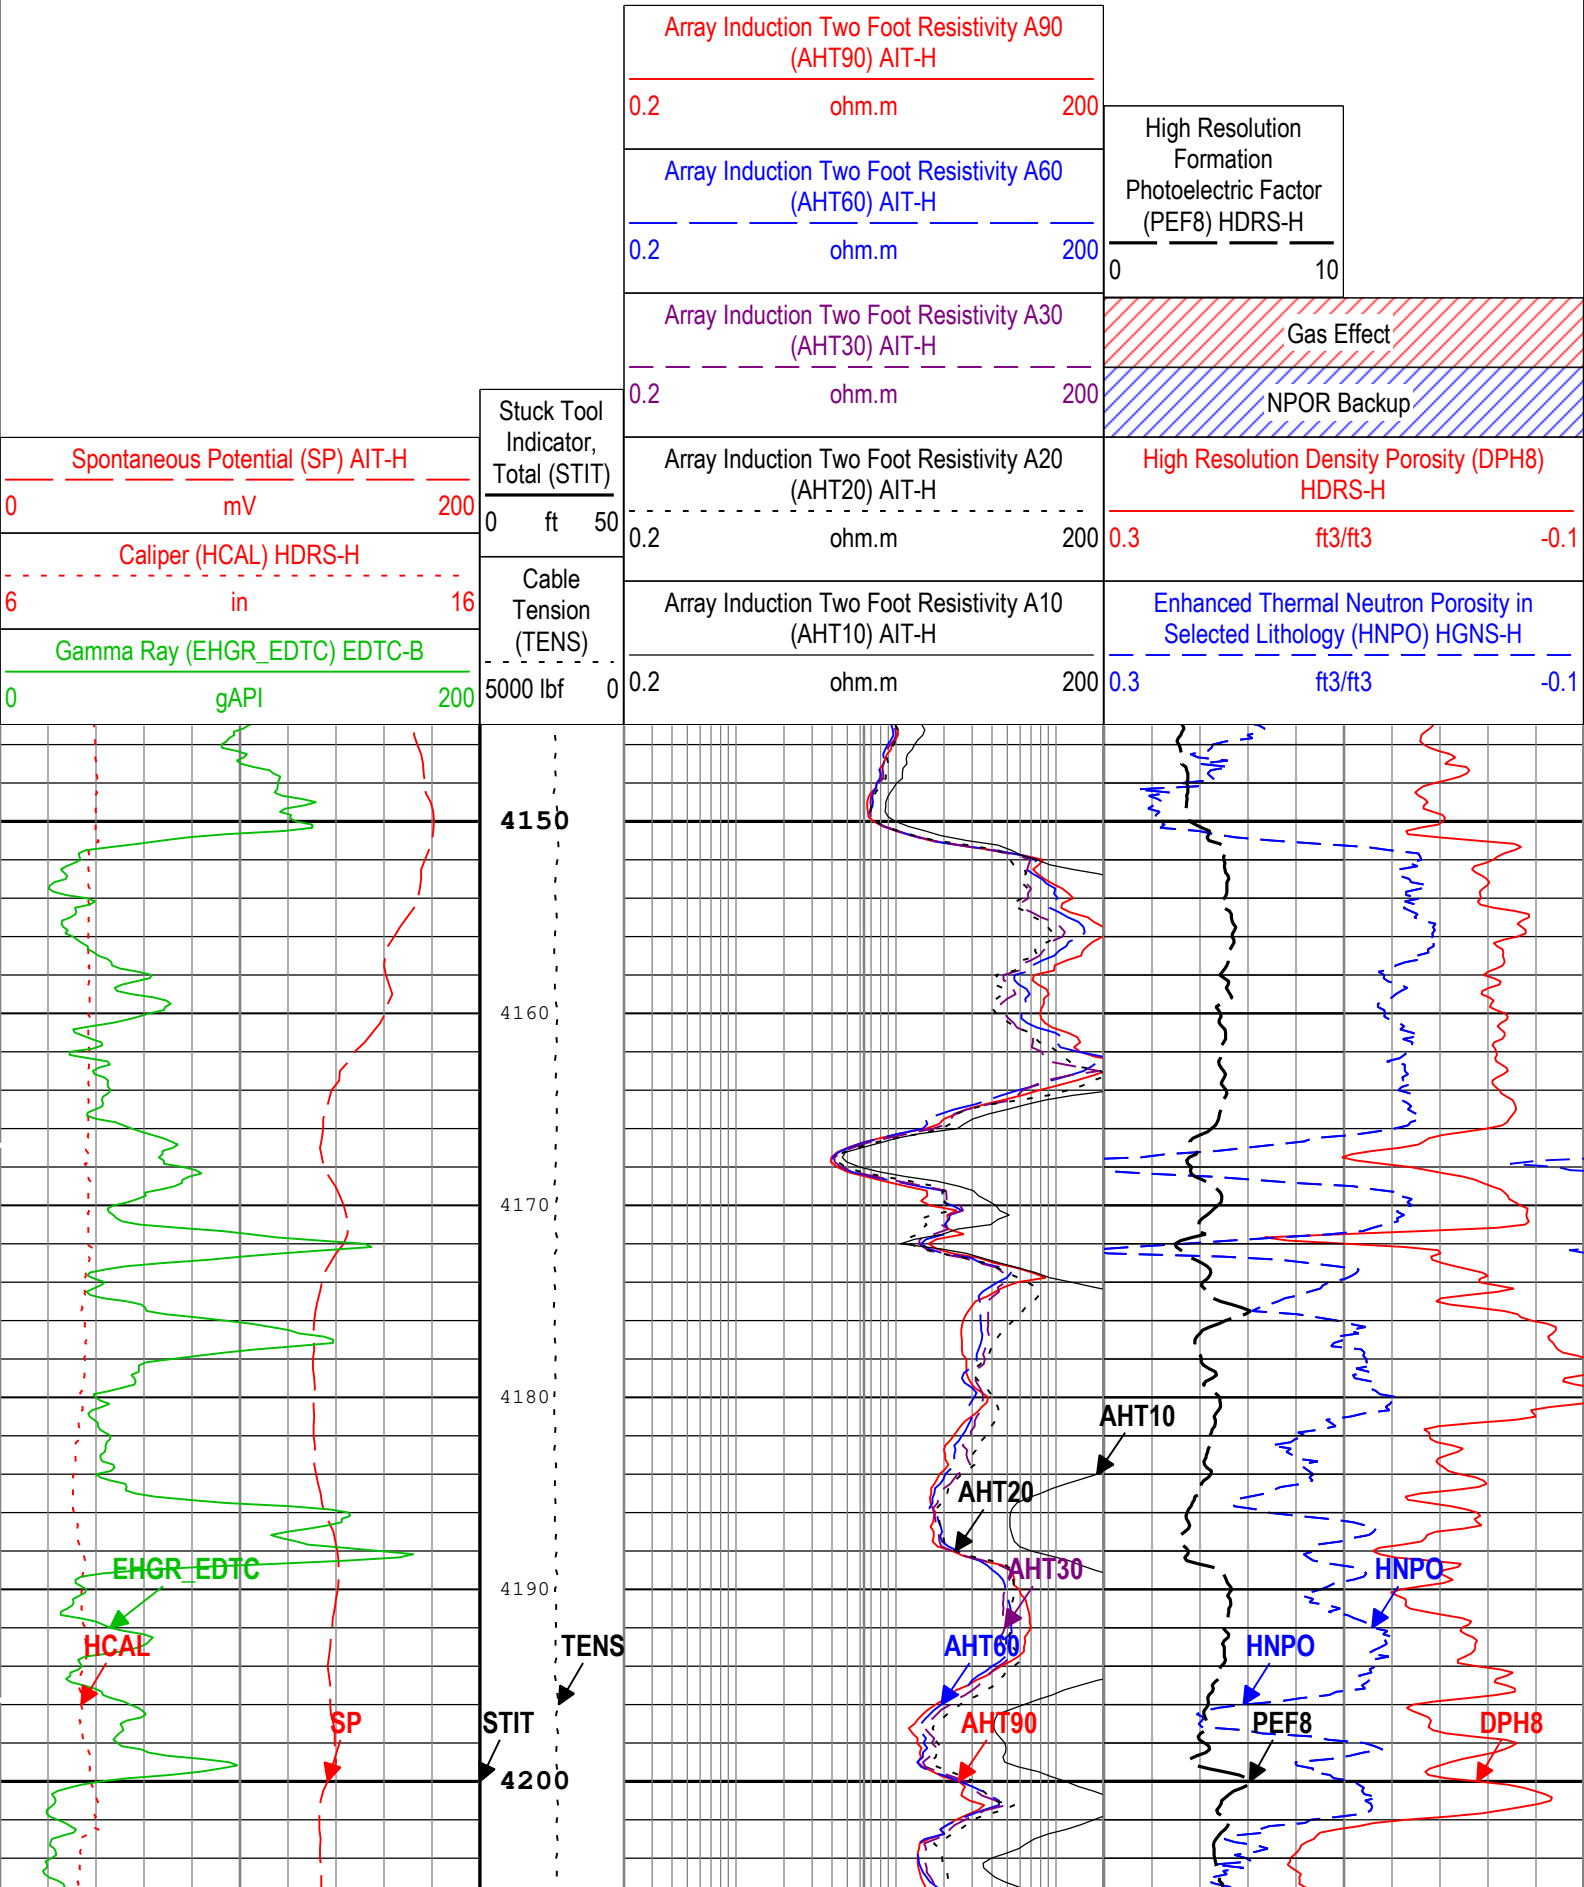 Array Induction Two Foot Resistivity A90
(AHT90) AIT-H
0.2 ohm.m 200
Array Induction Two Foot Resistivity A60
(AHT60) AIT-H
0.2 ohm.m 200
Array Induction Two Foot Resistivity A30
(AHT30) AIT-H
0.2 ohm.m 200
Array Induction Two Foot Resistivity A20
(AHT20) AIT-H
0.2 ohm.m 200
Array Induction Two Foot Resistivity A10
(AHT10) AIT-H
0.2 ohm.m 200
High Resolution
Formation
Photoelectric Factor
(PEF8) HDRS-H
0 10
Gas Effect
NPOR Backup
High Resolution Density Porosity (DPH8)
HDRS-H
0.3 ft3/ft3 -0.1
Enhanced Thermal Neutron Porosity in
Selected Lithology (HNPO) HGNS-H
0.3 ft3/ft3 -0.1
Stuck Tool
Indicator,
Total (STIT)
0 ft 50
Cable
Tension
(TENS)
5000 lbf 0
Spontaneous Potential (SP) AIT-H
0 mV 200
Caliper (HCAL) HDRS-H
6 in 16
Gamma Ray (EHGR_EDTC) EDTC-B
0 gAPI 200
4150
4160
4170
4180
AHT10
AHT20
EHGR_EDTC
4190
AHT30
HNPO
HCAL
TENS
AHT60
HNPO
SP
STIT
AHT90
PEF8
DPH8
4200